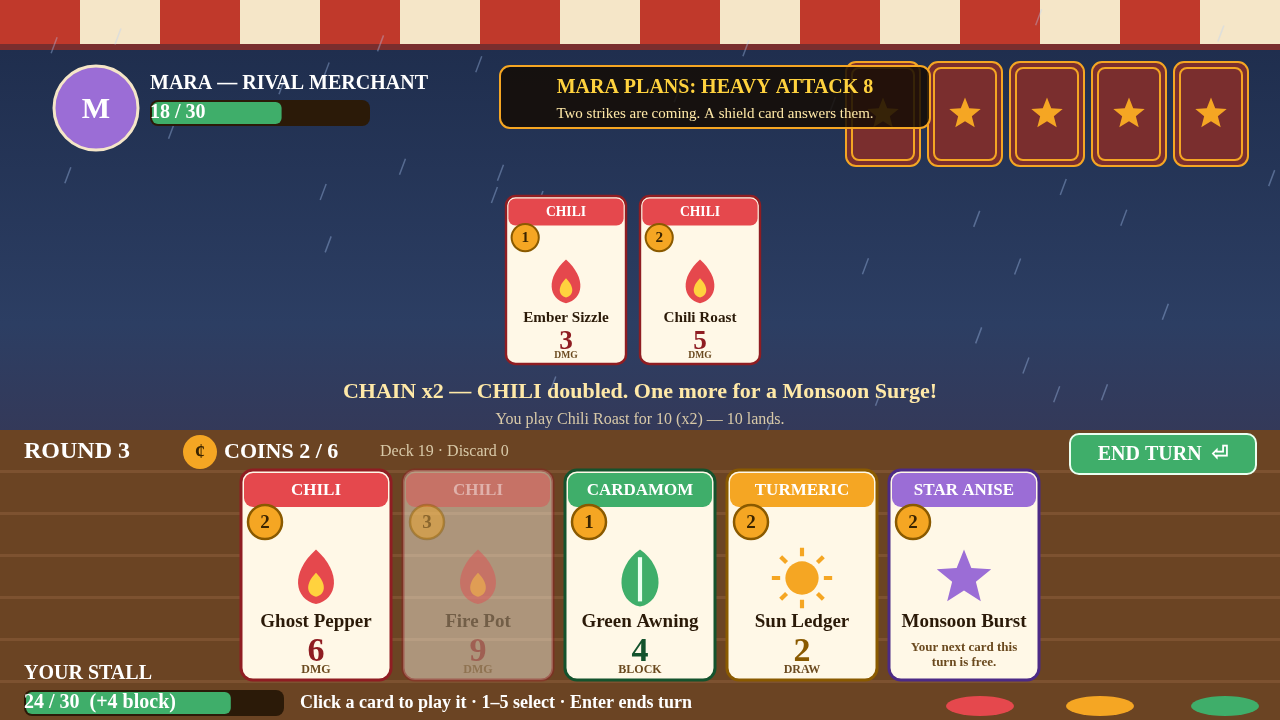 M
MARA — RIVAL MERCHANT
18 / 30
MARA PLANS: HEAVY ATTACK 8
Two strikes are coming. A shield card answers them.
CHILI
1
Ember Sizzle
3
DMG
CHILI
2
Chili Roast
5
DMG
CHAIN x2 — CHILI doubled. One more for a Monsoon Surge!
You play Chili Roast for 10 (x2) — 10 lands.
ROUND 3
¢ COINS 2 / 6
Deck 19 · Discard 0
END TURN ⏎
CHILI
2
Ghost Pepper
6
DMG
CHILI
3
Fire Pot
9
DMG
CARDAMOM
1
Green Awning
4
BLOCK
TURMERIC
2
Sun Ledger
2
DRAW
STAR ANISE
2
Monsoon Burst
Your next card this
turn is free.
YOUR STALL
24 / 30 (+4 block)
Click a card to play it · 1–5 select · Enter ends turn